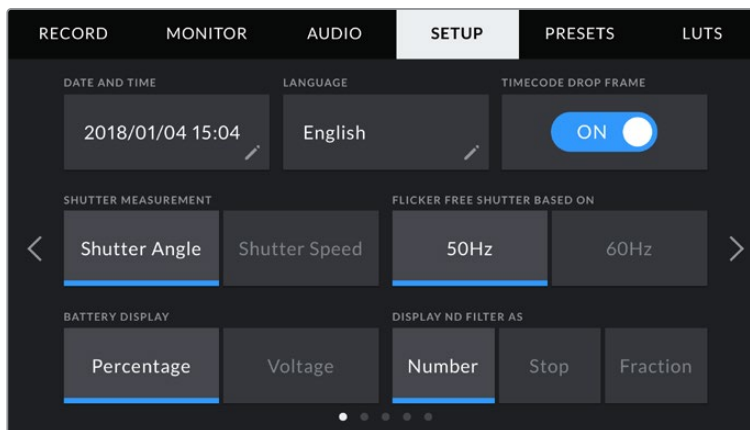 RECORD MONITOR AUDIO SETUP PRESETS LUTS
DATE AND TIME LANGUAGE TIMECODE DROP FRAME
2018/01/04 15:04 English ON
SHUTTER MEASUREMENT FLICKER FREE SHUTTER BASED ON
Shutter Angle Shutter Speed 50Hz 60Hz
BATTERY DISPLAY DISPLAY ND FILTER AS
Percentage Voltage Number Stop Fraction